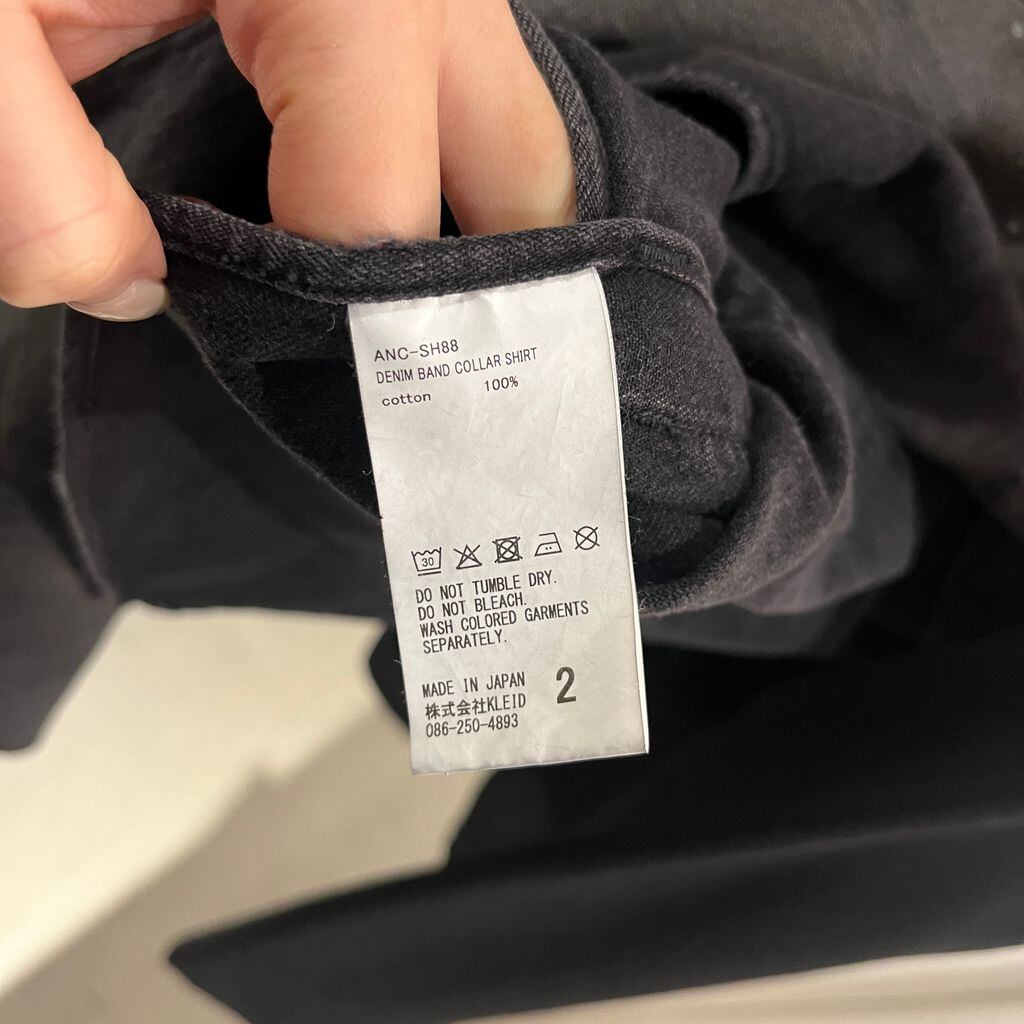 ANC-SH88
DENIM BAND COLLAR SHIRT
cotton 100%
30
DO NOT TUMBLE DRY.
DO NOT BLEACH.
WASH COLORED GARMENTS
SEPARATELY.
MADE IN JAPAN 2
株式会社KLEID
086-250-4893